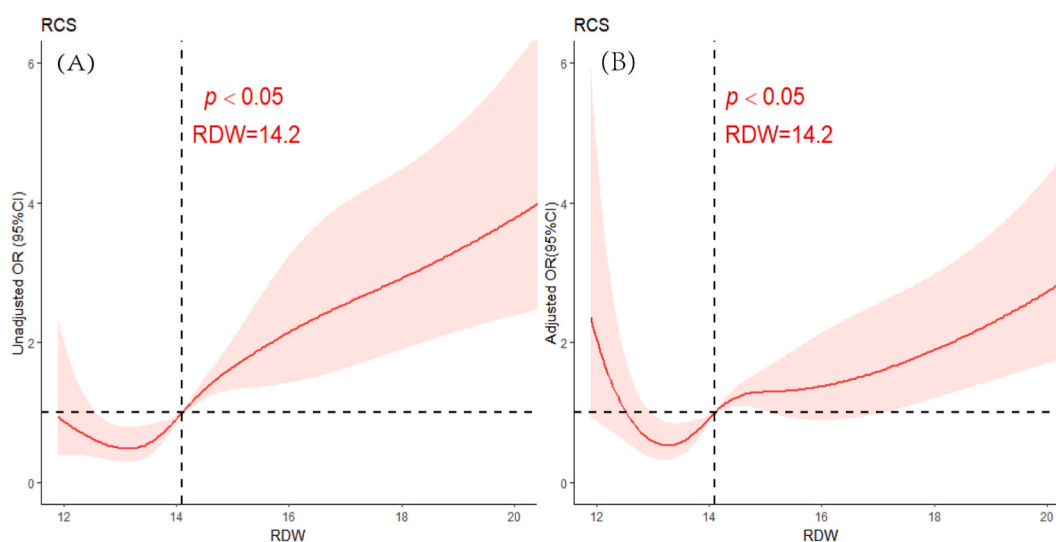 RCS
(A)
p < 0.05
RDW=14.2
Unadjusted OR (95%CI)
6
4
2
0
12
14
16
18
20
RDW
RCS
(B)
p < 0.05
RDW=14.2
Adjusted OR(95%CI)
6
4
2
0
12
14
16
18
20
RDW